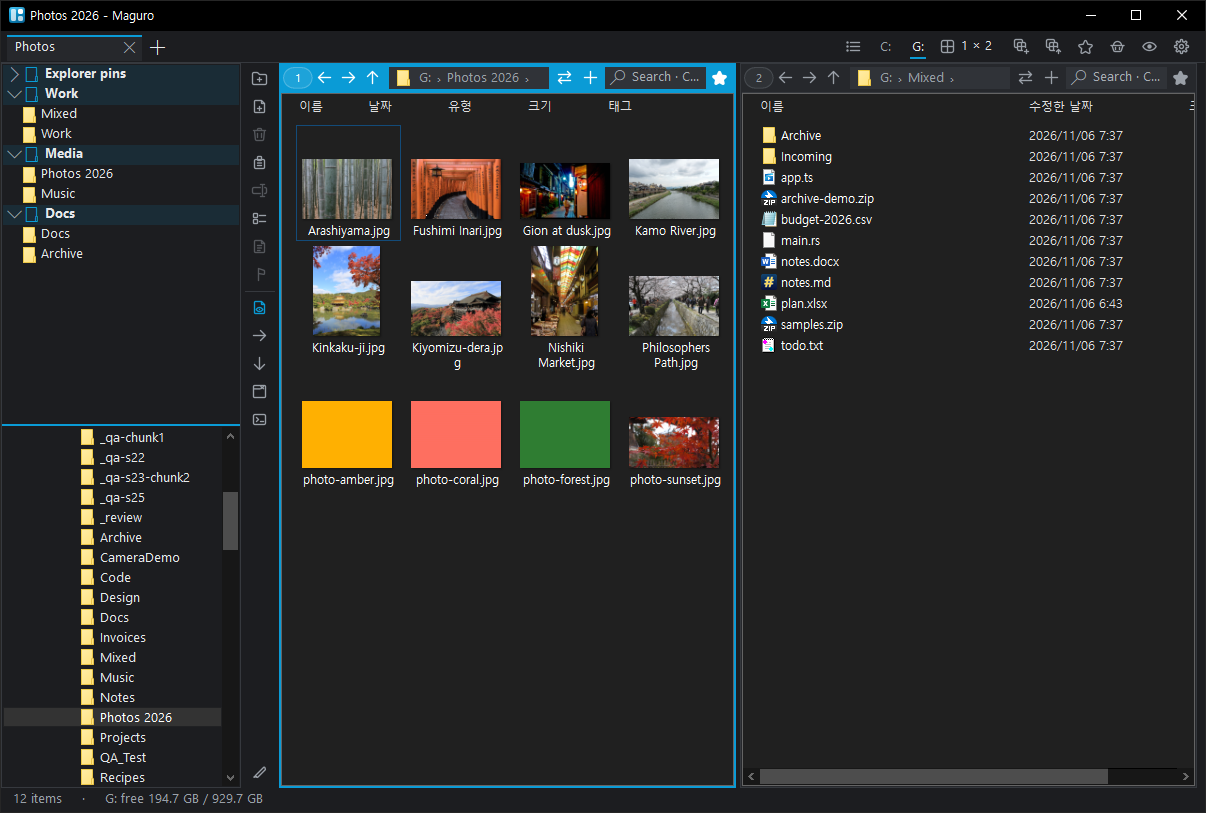 Photos 2026 - Maguro
Photos
C: G: 1 × 2
Explorer pins
Work
Mixed
Work
Media
Photos 2026
Music
Docs
Docs
Archive
_qa-chunk1
_qa-s22
_qa-s23-chunk2
_qa-s25
_review
Archive
CameraDemo
Code
Design
Docs
Invoices
Mixed
Music
Notes
Photos 2026
Projects
QA_Test
Recipes
1 G: › Photos 2026 › Search · C...
이름 날짜 유형 크기 태그
Arashiyama.jpg Fushimi Inari.jpg Gion at dusk.jpg Kamo River.jpg
Kinkaku-ji.jpg Kiyomizu-dera.jp Nishiki Philosophers
g Market.jpg Path.jpg
photo-amber.jpg photo-coral.jpg photo-forest.jpg photo-sunset.jpg
2 G: › Mixed › Search · C...
이름 수정한 날짜
Archive 2026/11/06 7:37
Incoming 2026/11/06 7:37
app.ts 2026/11/06 7:37
ZIP archive-demo.zip 2026/11/06 7:37
budget-2026.csv 2026/11/06 7:37
main.rs 2026/11/06 7:37
notes.docx 2026/11/06 7:37
notes.md 2026/11/06 7:37
plan.xlsx 2026/11/06 6:43
ZIP samples.zip 2026/11/06 7:37
todo.txt 2026/11/06 7:37
12 items · G: free 194.7 GB / 929.7 GB